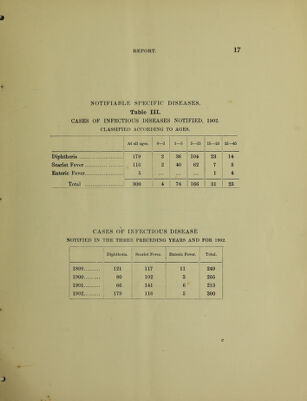 REPORT. 17
NOTIFIABLE SPECIFIC DISEASES.
Table III.
CASES OF INFECTIOUS DISEASES NOTIFIED, 1902.
CLASSIFIED ACCORDING TO AGES.
At all ages. 0—1 1—5 5—15 15—25 25—65
Diphtheria 179 2 36 104 23 14
Scarlet Fever 116 2 40 62 7 5
Enteric Fever 5 ... ... ... 1 4
Total 300 4 76 166 31 23
CASES OF INFECTIOUS DISEASE
NOTIFIED IN THE THREE PRECEDING YEARS AND FOR 1902.
Diphtheria. Scarlet Fever. Enteric Fever. Total.
1899 121 117 11 249
1900 102 205
1901 66 141 6 213
1902 179 116 5 300
c